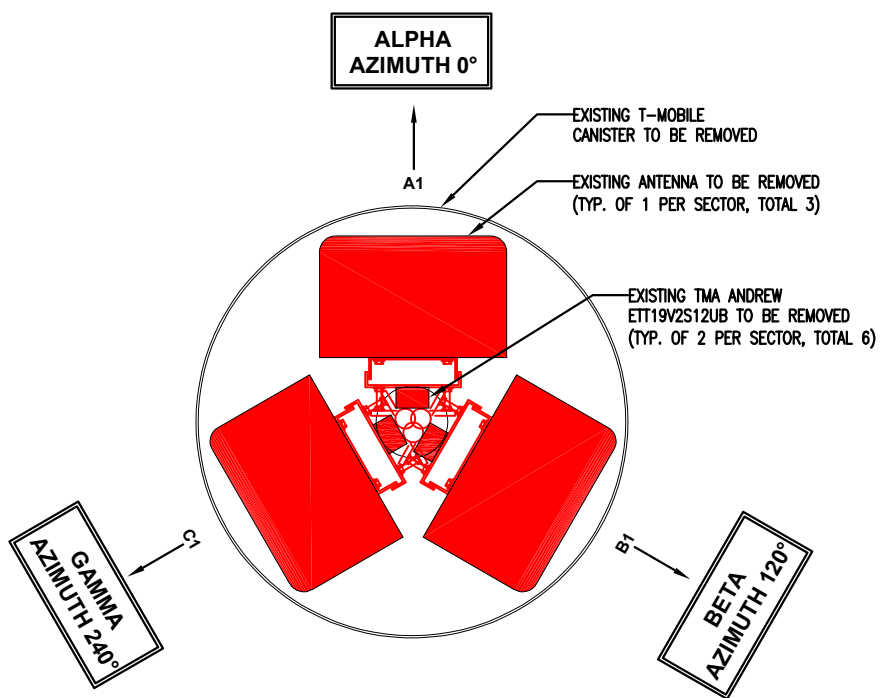 ALPHA
AZIMUTH 0°
EXISTING T-MOBILE
CANISTER TO BE REMOVED
A1
EXISTING ANTENNA TO BE REMOVED
(TYP. OF 1 PER SECTOR, TOTAL 3)
EXISTING TMA ANDREW
ETT19V2S12UB TO BE REMOVED
(TYP. OF 2 PER SECTOR, TOTAL 6)
C1
B1
GAMMA
AZIMUTH 240°
BETA
AZIMUTH 120°